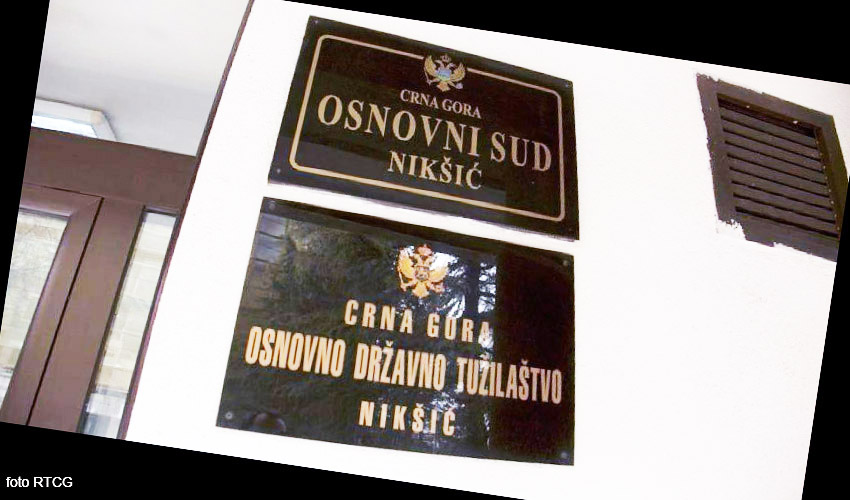 CRNA GORA
OSNOVNI SUD
NIKŠIĆ
CRNA GORA
OSNOVNO DRŽAVNO TUŽILAŠTVO
NIKŠIĆ
foto RTCG